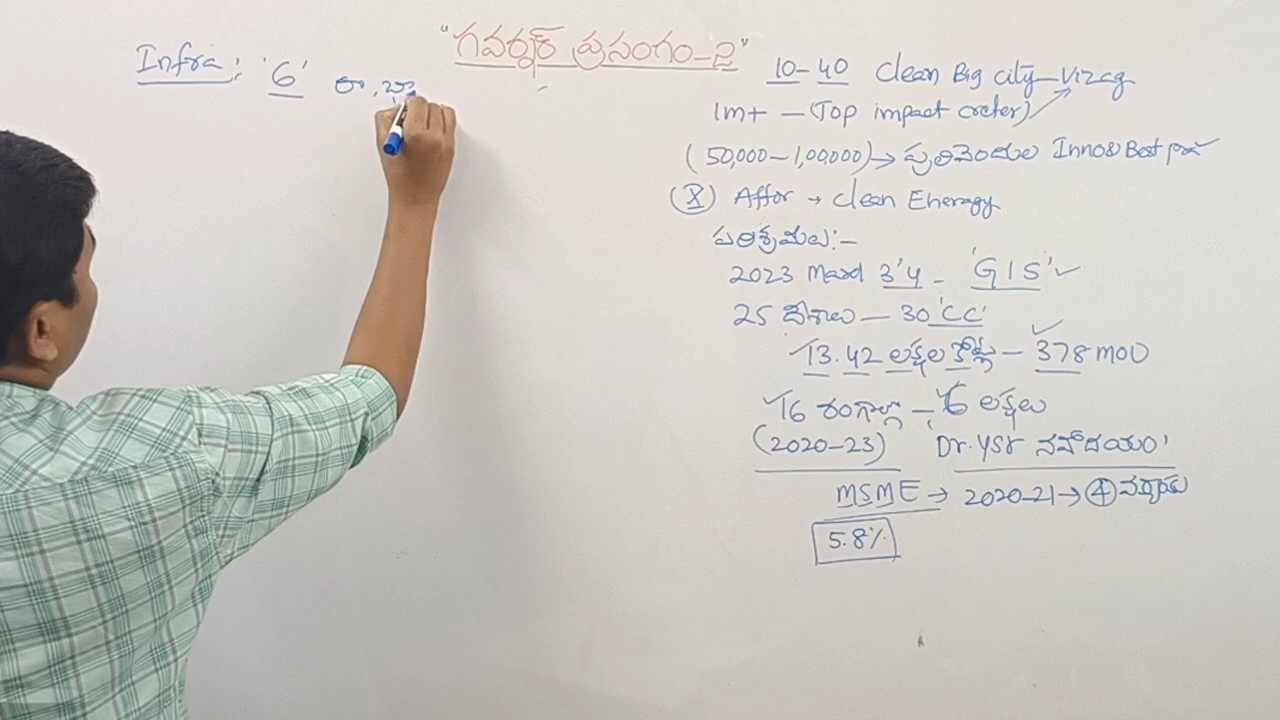 "గవర్నర్ ప్రసంగం-2"
Infra: '6' రా, భా
10-40 Clean Big city-Vizag
1m+ - (Top impact creter)
(50,000-1,00,000)→ Inno & Best
(X) Affor → clean Eneragy
పరిశ్రమలు:-
2023 March 3'4 - 'GIS' ✓
25 దేశాలు - 30 'CC'
13.42 లక్షల కోట్లు - 378 MOU
16 రంగాల్లో - 6 లక్షలు
(2020-23) Dr. YSR నవోదయం'
MSME → 2020-21 → 4
5.8%